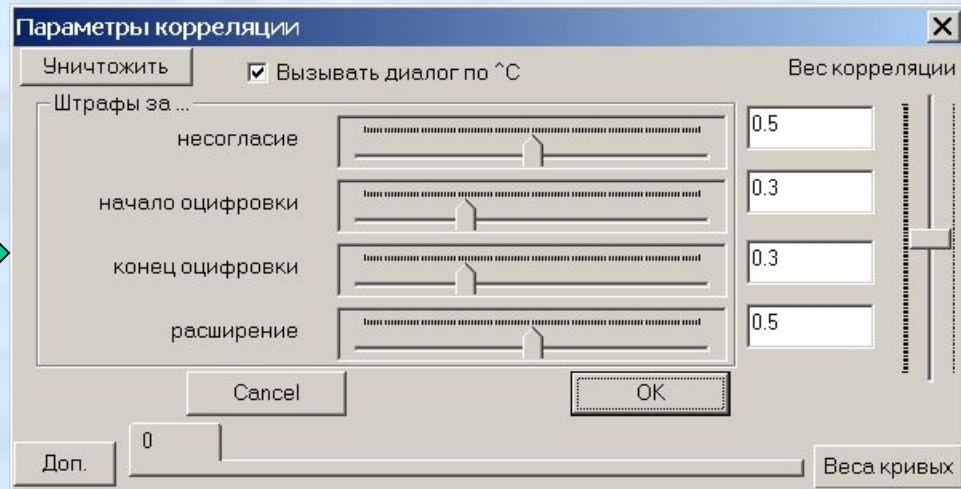 Параметры корреляции
Уничтожить
Вызывать диалог по ^C
Вес корреляции
Штрафы за ...
несогласие
0.5
начало оцифровки
0.3
конец оцифровки
0.3
расширение
0.5
Cancel
OK
0
Доп.
Веса кривых